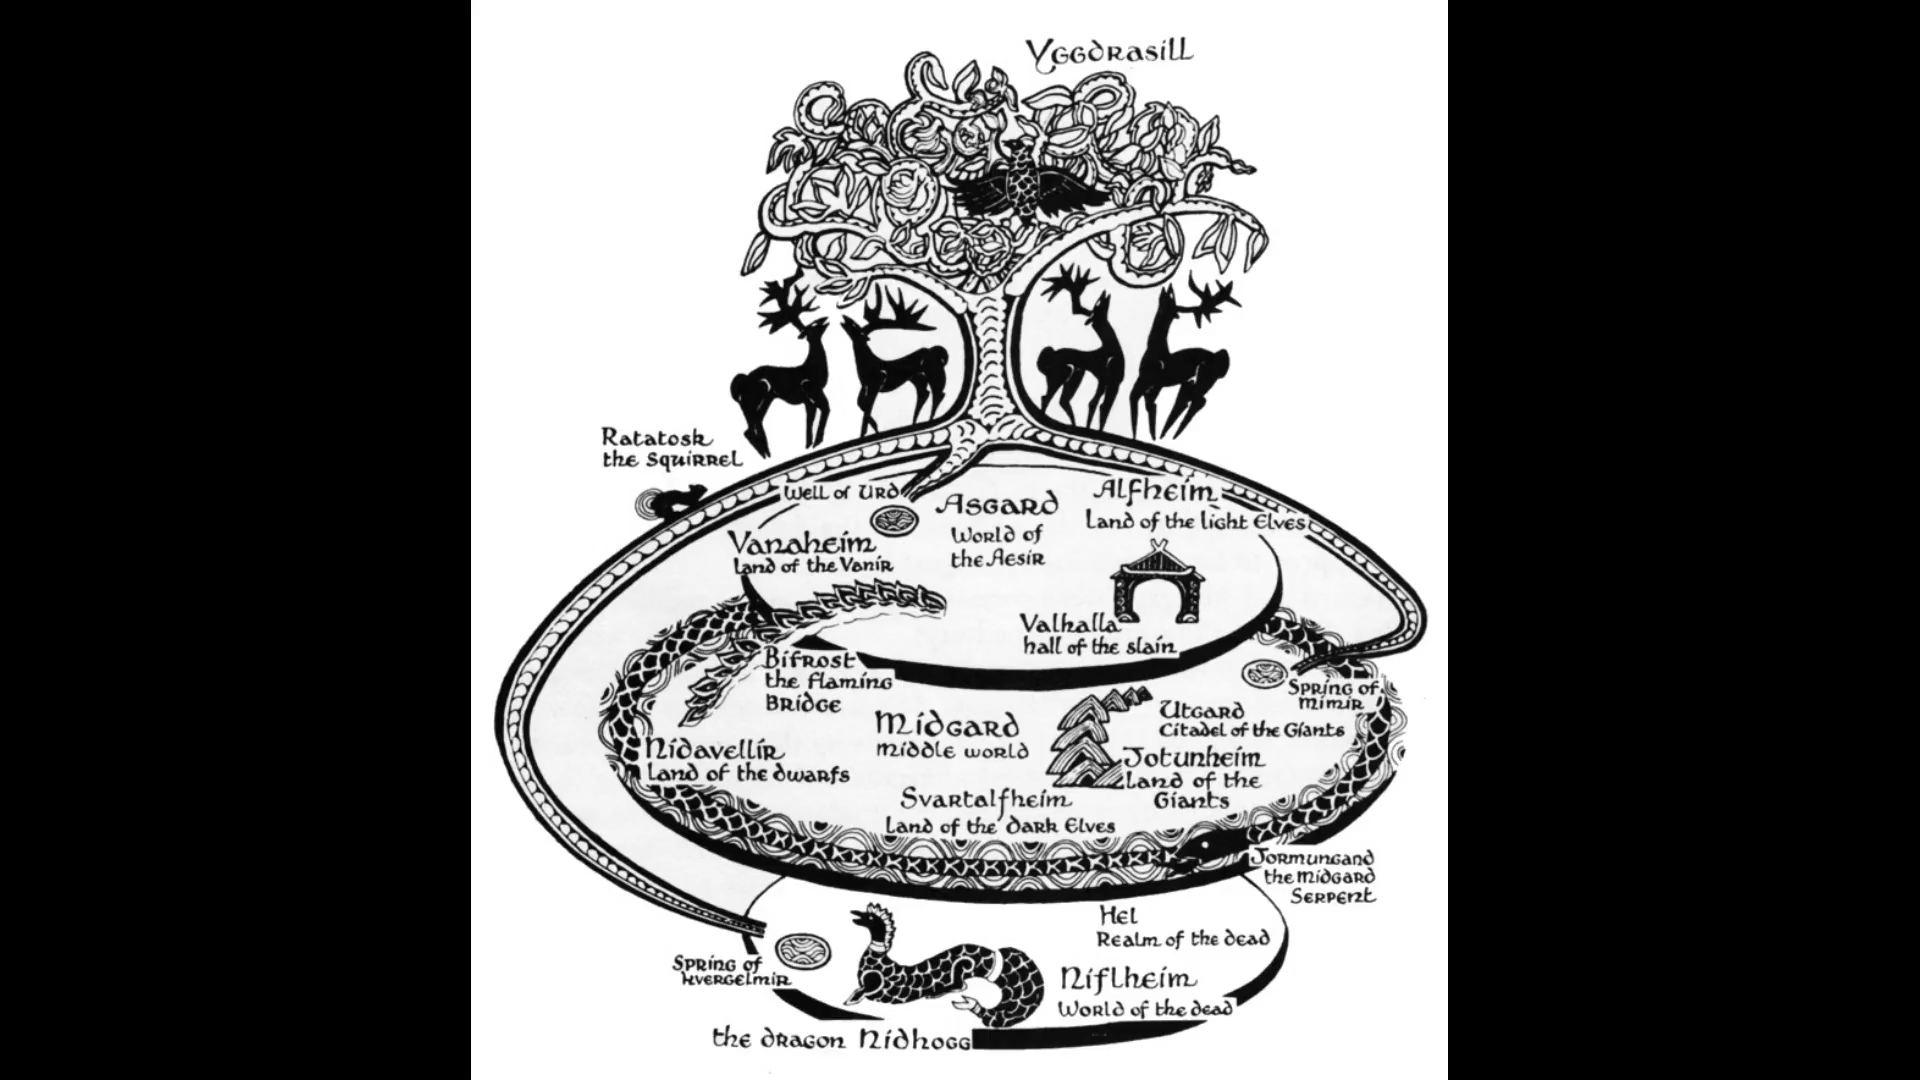 Yggdrasill
Ratatosk
the Squirrel
Well of Urd
Asgard
World of
the Aesir
Alfheim
Land of the light Elves
Vanaheim
Land of the Vanir
Valhalla
hall of the slain
Bifrost
the flaming
Bridge
Spring of
Mimir
Midgard
middle world
Utgard
Citadel of the Giants
Nidavellir
Land of the dwarfs
Jotunheim
Land of the
Giants
Svartalfheim
Land of the dark Elves
Jormungand
the Midgard
Serpent
Hel
Realm of the dead
Spring of
Hvergelmir
Niflheim
World of the dead
the dragon Nidhogg